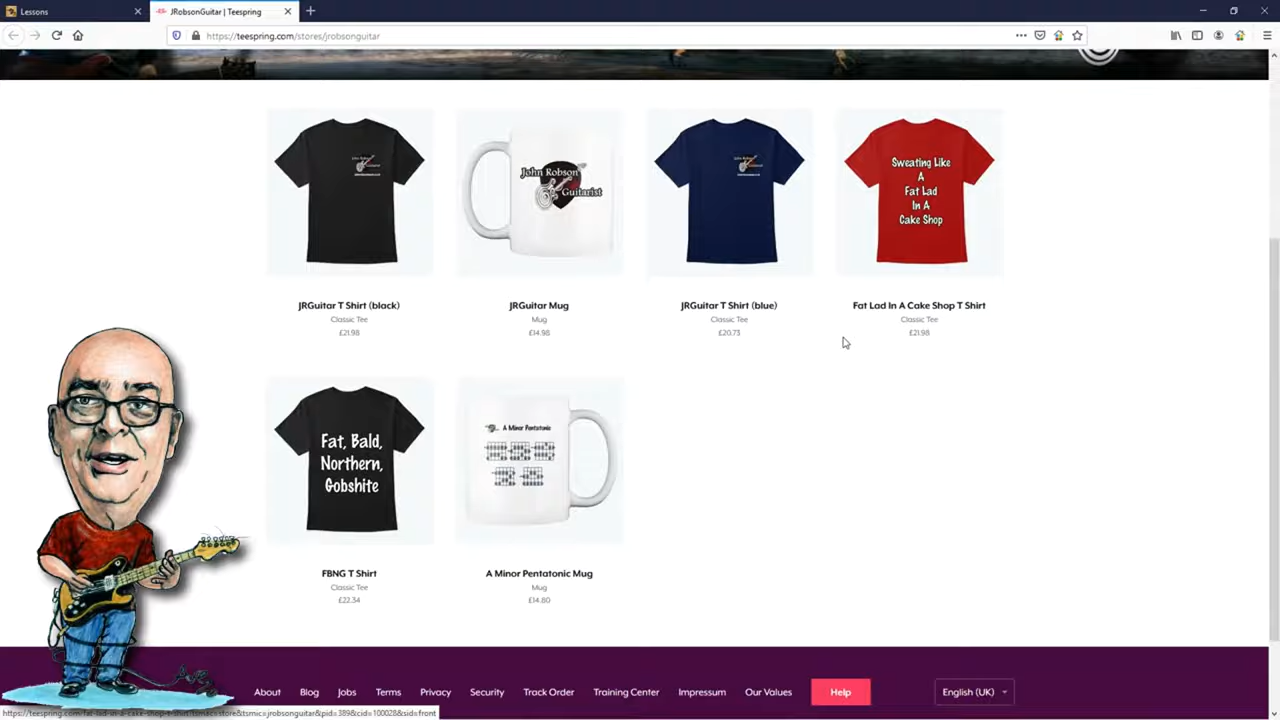 Lessons
JRobsonGuitar | Teespring
https://teespring.com/stores/jrobsonguitar
John Robson
Guitarist
Sweating Like
A
Fat Lad
In A
Cake Shop
JRGuitar T Shirt (black)
Classic Tee
£21.98
JRGuitar Mug
Mug
£14.98
JRGuitar T Shirt (blue)
Classic Tee
£20.73
Fat Lad In A Cake Shop T Shirt
Classic Tee
£21.98
Fat, Bald,
Northern,
Gobshite
A Minor Pentatonic
FBNG T Shirt
Classic Tee
£22.34
A Minor Pentatonic Mug
Mug
£14.80
About Blog Jobs Terms Privacy Security Track Order Training Center Impressum Our Values Help English (UK)